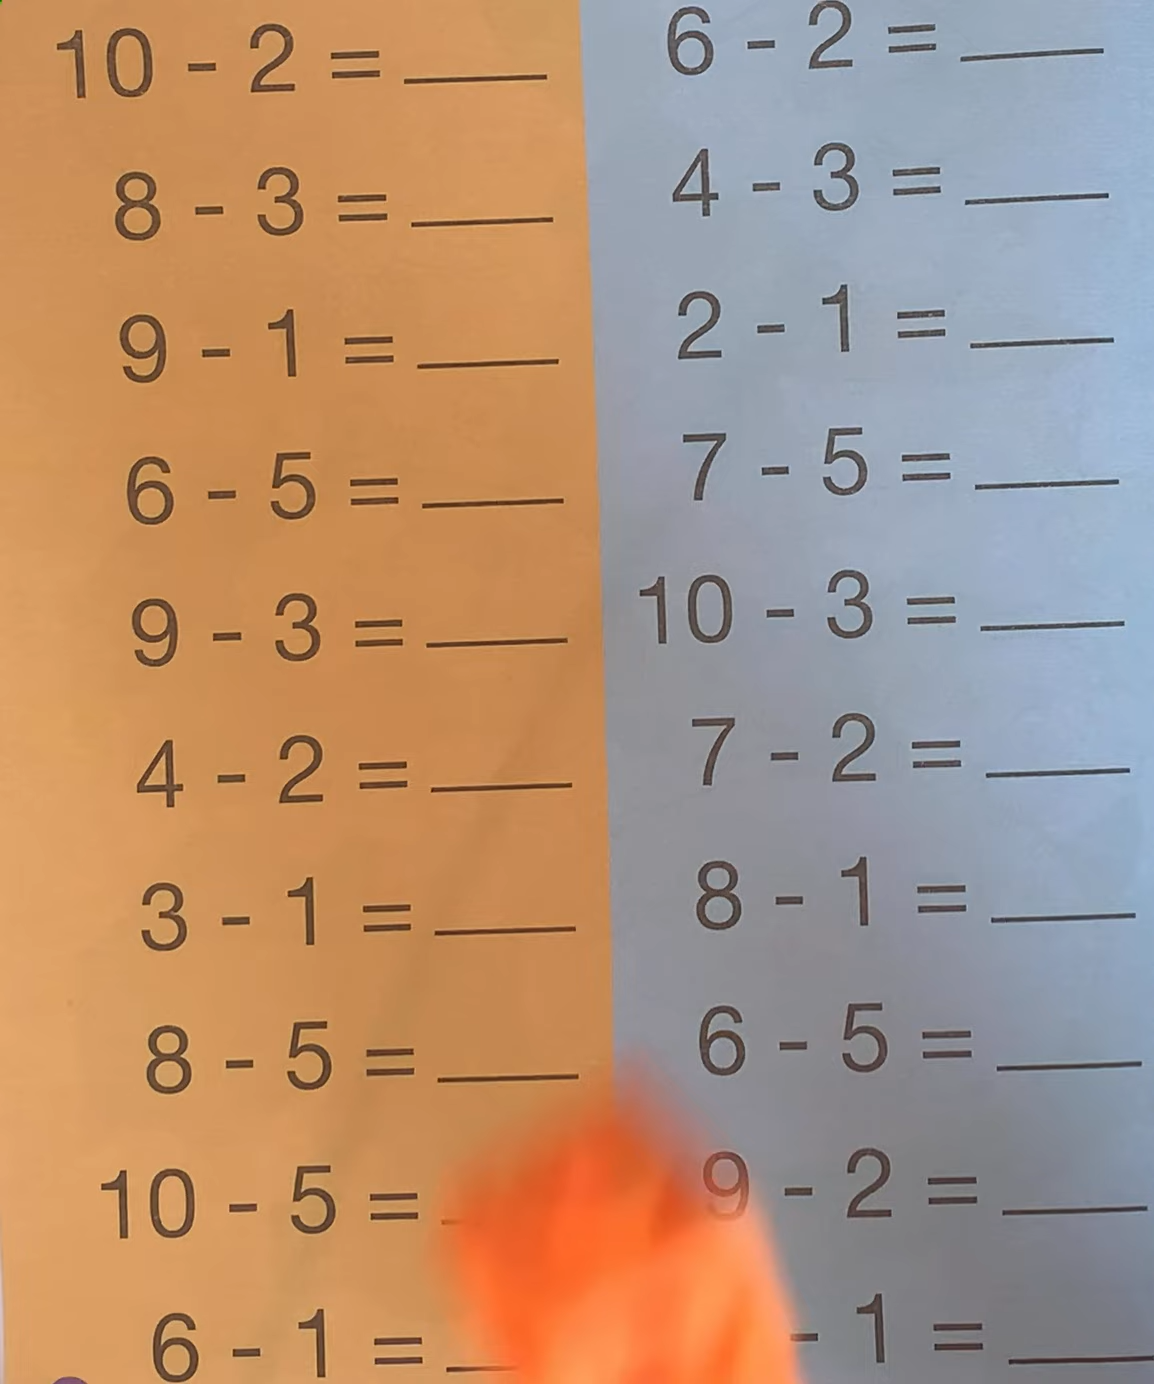 10 - 2 = ____
8 - 3 = ____
9 - 1 = ____
6 - 5 = ____
9 - 3 = ____
4 - 2 = ____
3 - 1 = ____
8 - 5 = ____
10 - 5 = ____
6 - 1 = ____
6 - 2 = ____
4 - 3 = ____
2 - 1 = ____
7 - 5 = ____
10 - 3 = ____
7 - 2 = ____
8 - 1 = ____
6 - 5 = ____
9 - 2 = ____
- 1 = ____